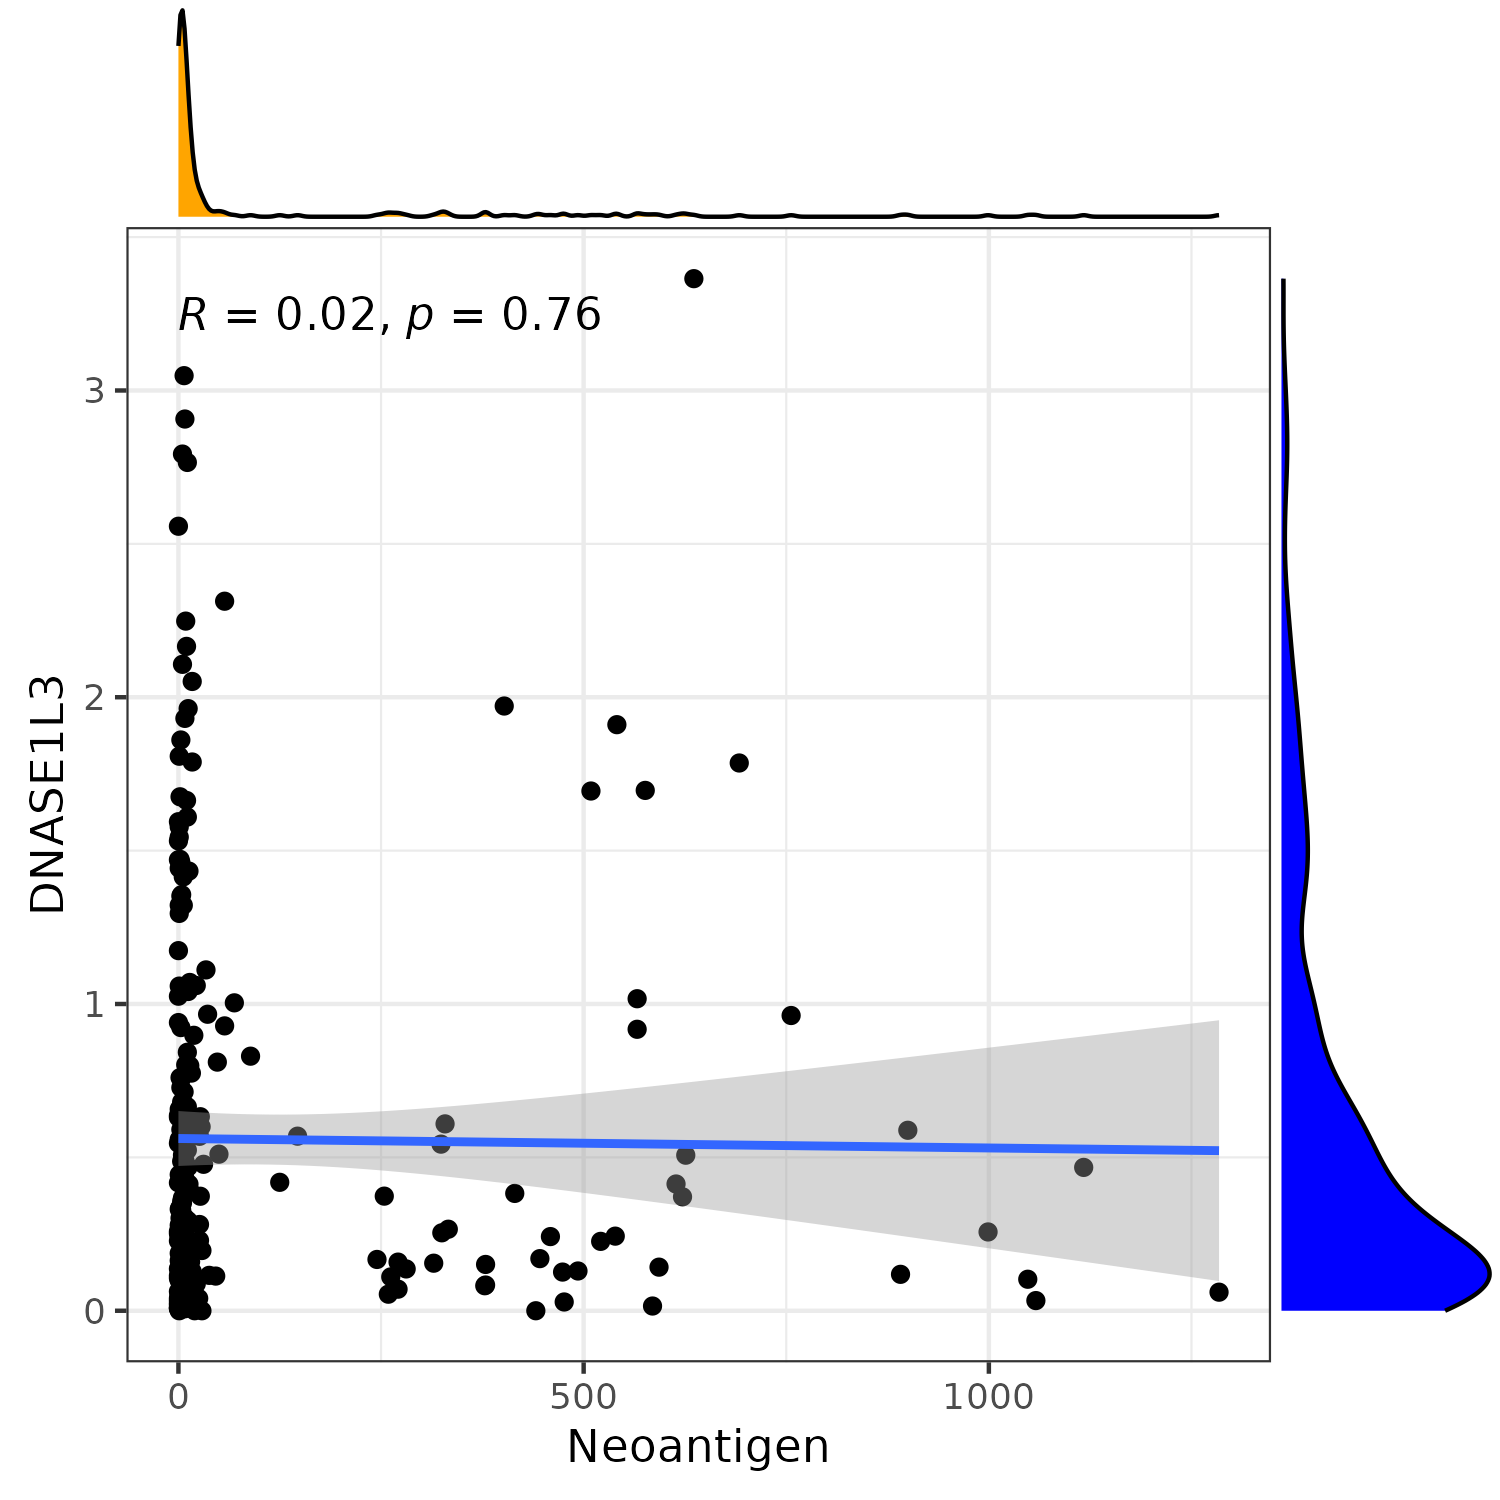 R = 0.02, p = 0.76
3
2
1
0
DNASE1L3
0 500 1000
Neoantigen